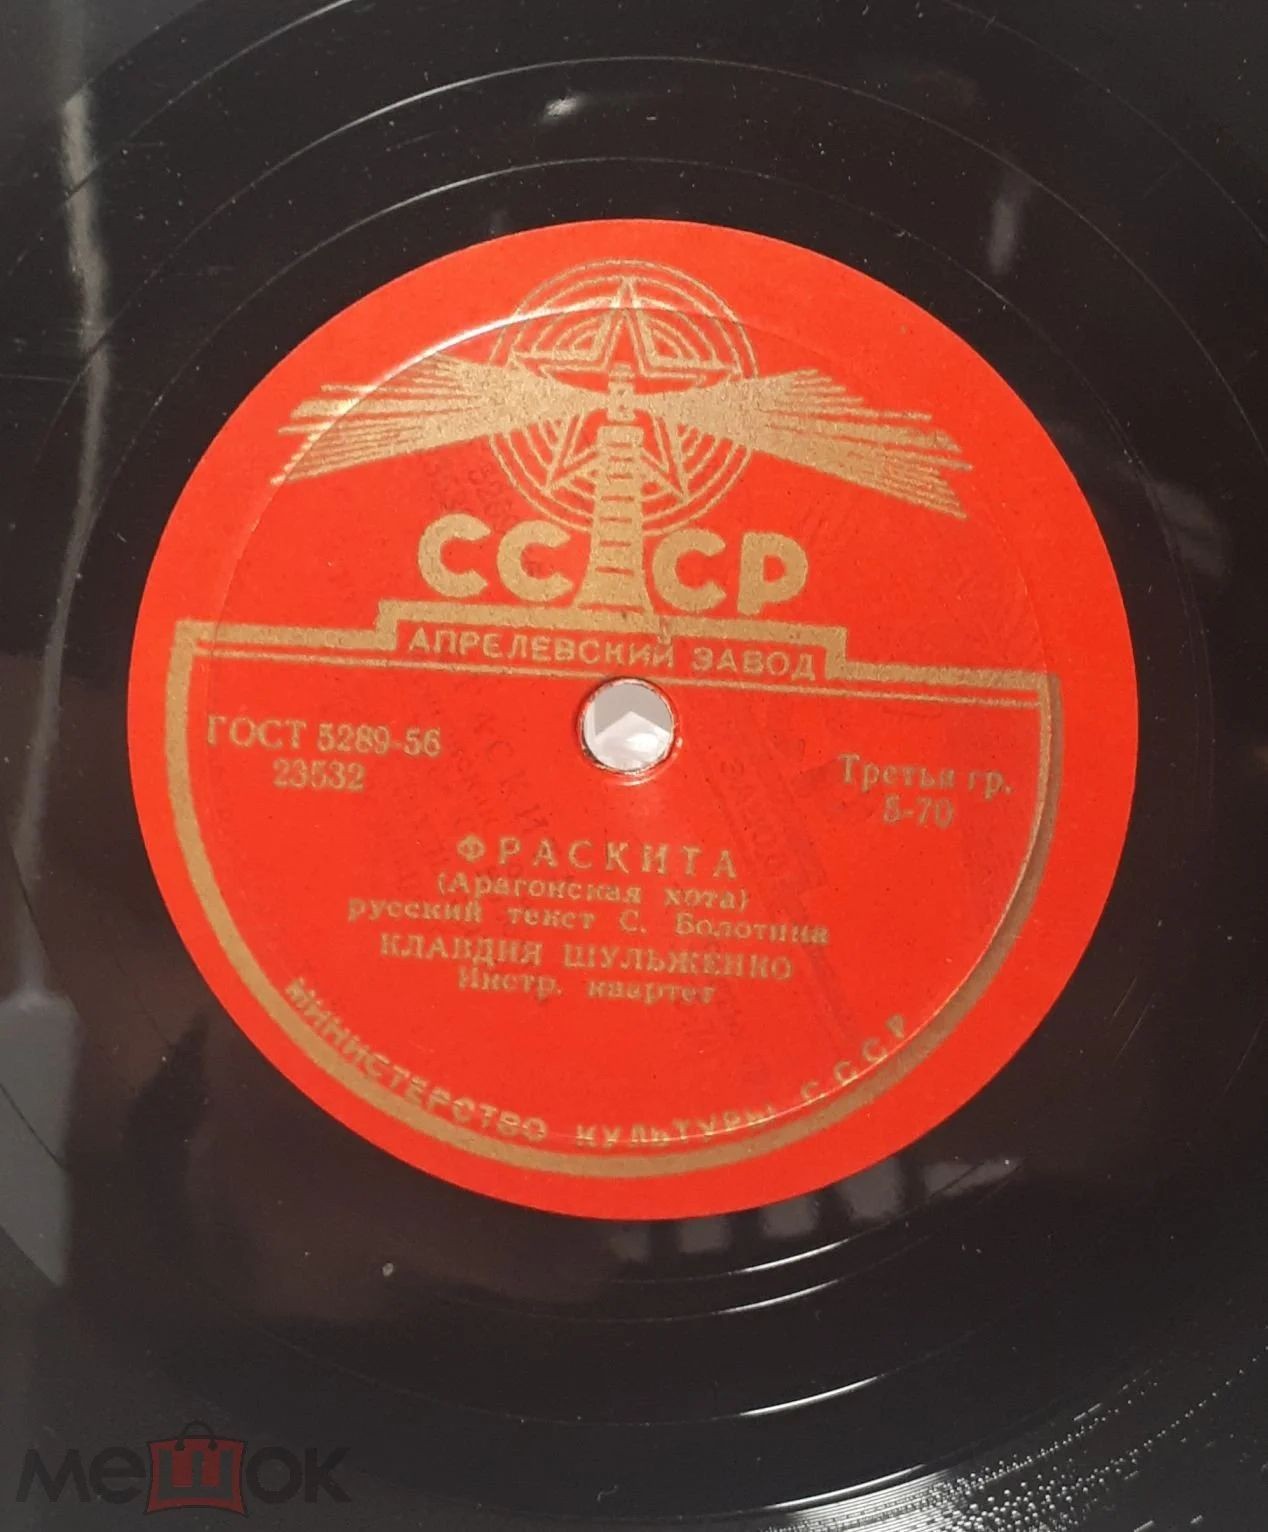 СССР
АПРЕЛЕВСКИЙ ЗАВОД
ГОСТ 5289-56
23532
Третья гр.
5-70
ФРАСКИТА
(Арагонская хота)
русский текст С. Болотина
КЛАВДИЯ ШУЛЬЖЕНКО
Инстр. квартет
МИНИСТЕРСТВО КУЛЬТУРЫ СССР
мешок